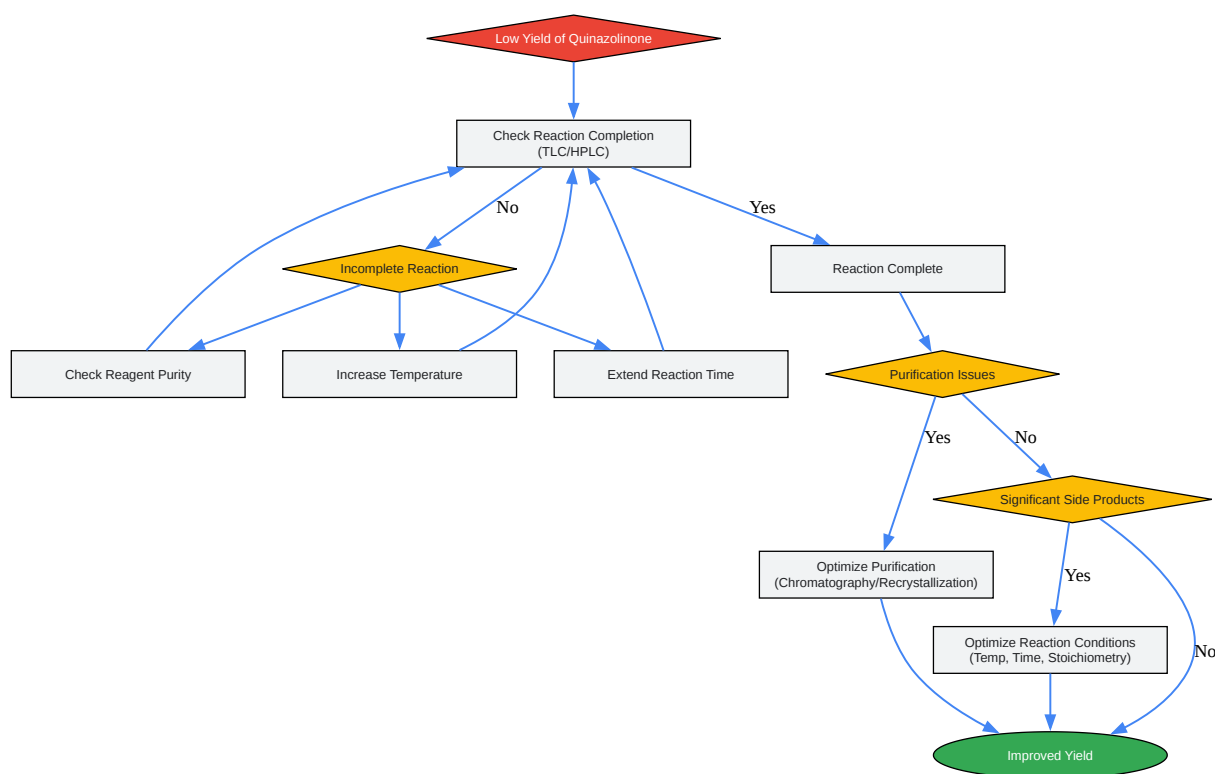 Low Yield of Quinazolinone
Check Reaction Completion
(TLC/HPLC)
No
Yes
Incomplete Reaction
Reaction Complete
Check Reagent Purity
Increase Temperature
Extend Reaction Time
Purification Issues
Yes
No
Significant Side Products
Optimize Purification
(Chromatography/Recrystallization)
Yes
Optimize Reaction Conditions
(Temp, Time, Stoichiometry)
No
Improved Yield